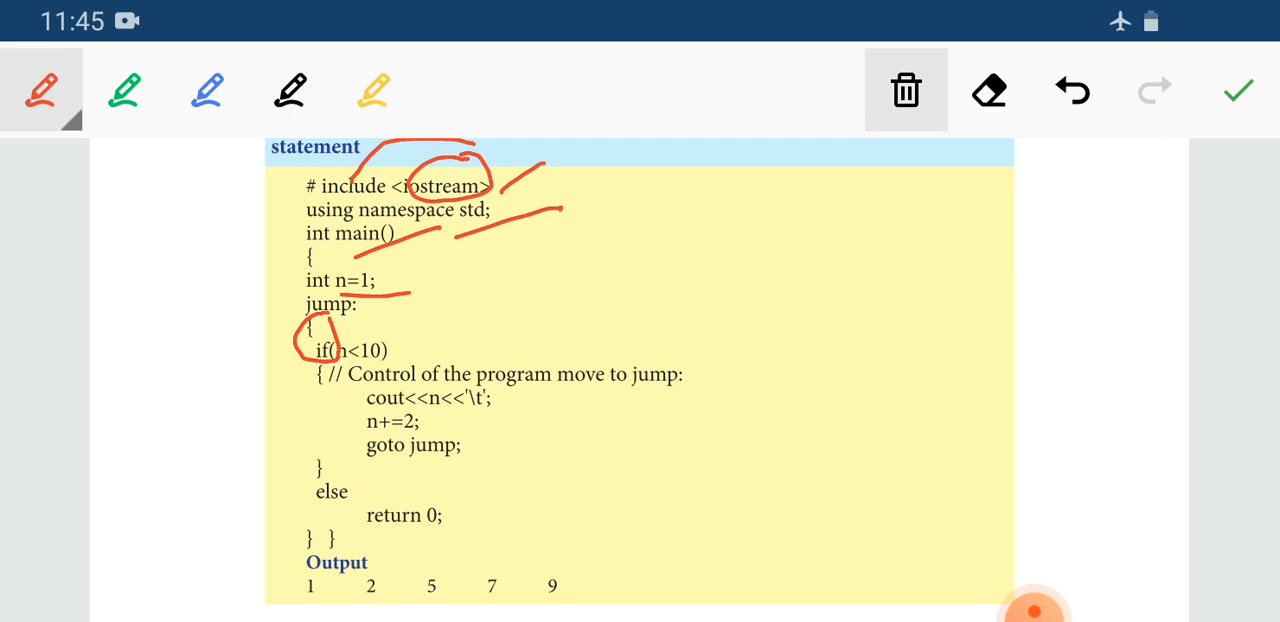 11:45
statement
# include <iostream>
using namespace std;
int main()
{
int n=1;
jump:
{
if(n<10)
{ // Control of the program move to jump:
cout<<n<<'\t';
n+=2;
goto jump;
}
else
return 0;
} }
Output
1 2 5 7 9